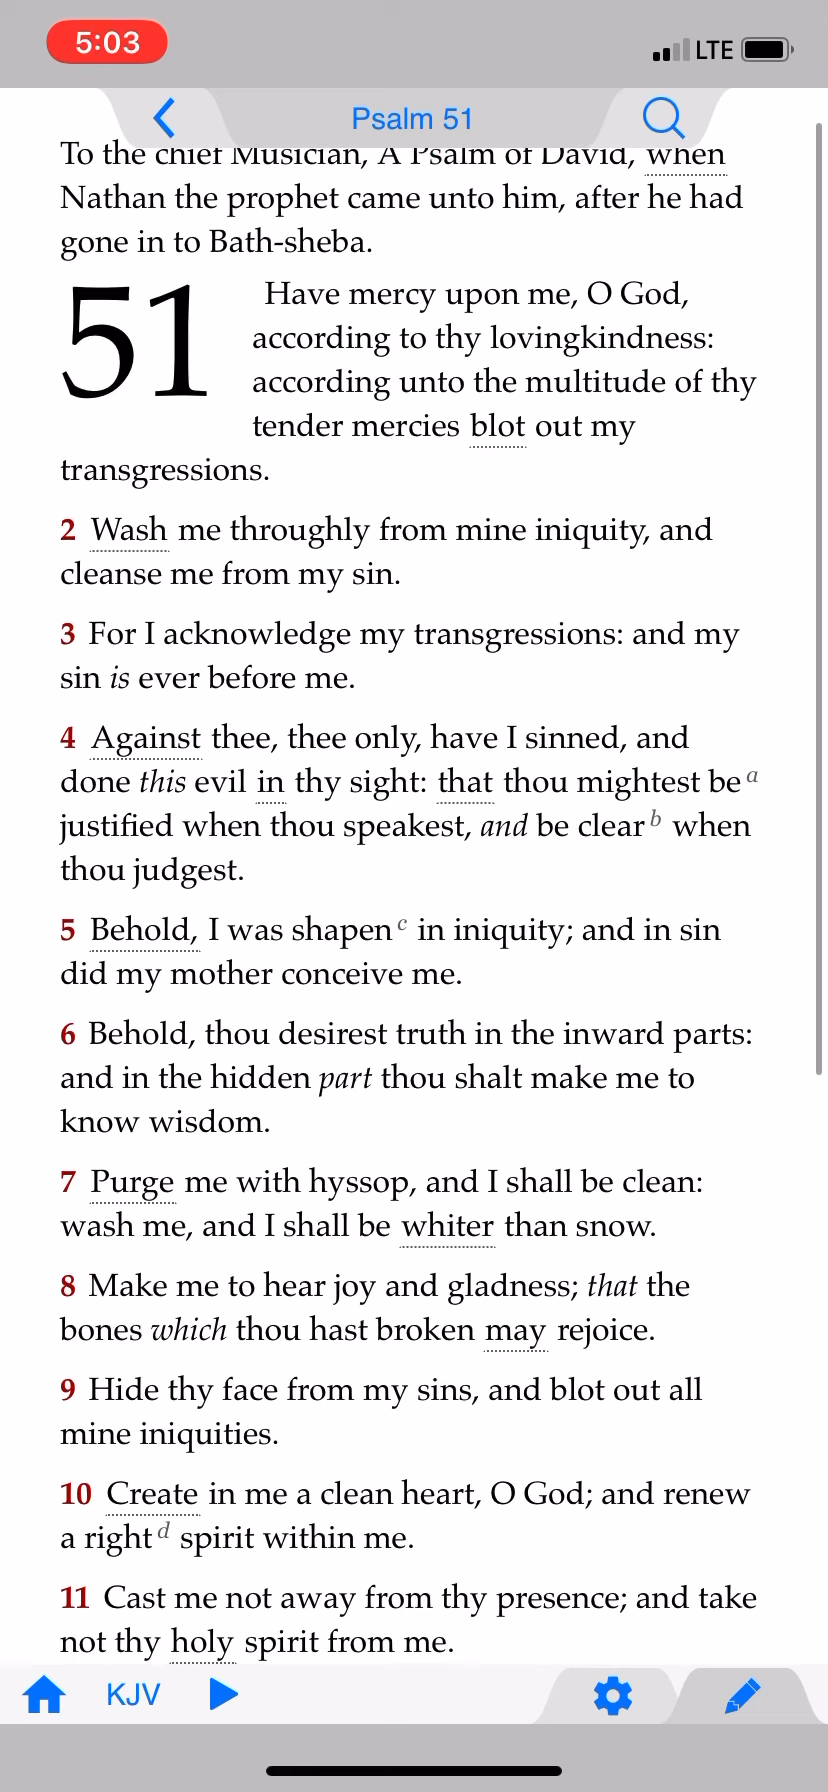 5:03
LTE
Psalm 51
To the chief Musician, A Psalm of David, when
Nathan the prophet came unto him, after he had
gone in to Bath-sheba.
51 Have mercy upon me, O God,
according to thy lovingkindness:
according unto the multitude of thy
tender mercies blot out my
transgressions.
2 Wash me throughly from mine iniquity, and
cleanse me from my sin.
3 For I acknowledge my transgressions: and my
sin is ever before me.
4 Against thee, thee only, have I sinned, and
done this evil in thy sight: that thou mightest be a
justified when thou speakest, and be clear b when
thou judgest.
5 Behold, I was shapen c in iniquity; and in sin
did my mother conceive me.
6 Behold, thou desirest truth in the inward parts:
and in the hidden part thou shalt make me to
know wisdom.
7 Purge me with hyssop, and I shall be clean:
wash me, and I shall be whiter than snow.
8 Make me to hear joy and gladness; that the
bones which thou hast broken may rejoice.
9 Hide thy face from my sins, and blot out all
mine iniquities.
10 Create in me a clean heart, O God; and renew
a right d spirit within me.
11 Cast me not away from thy presence; and take
not thy holy spirit from me.
KJV